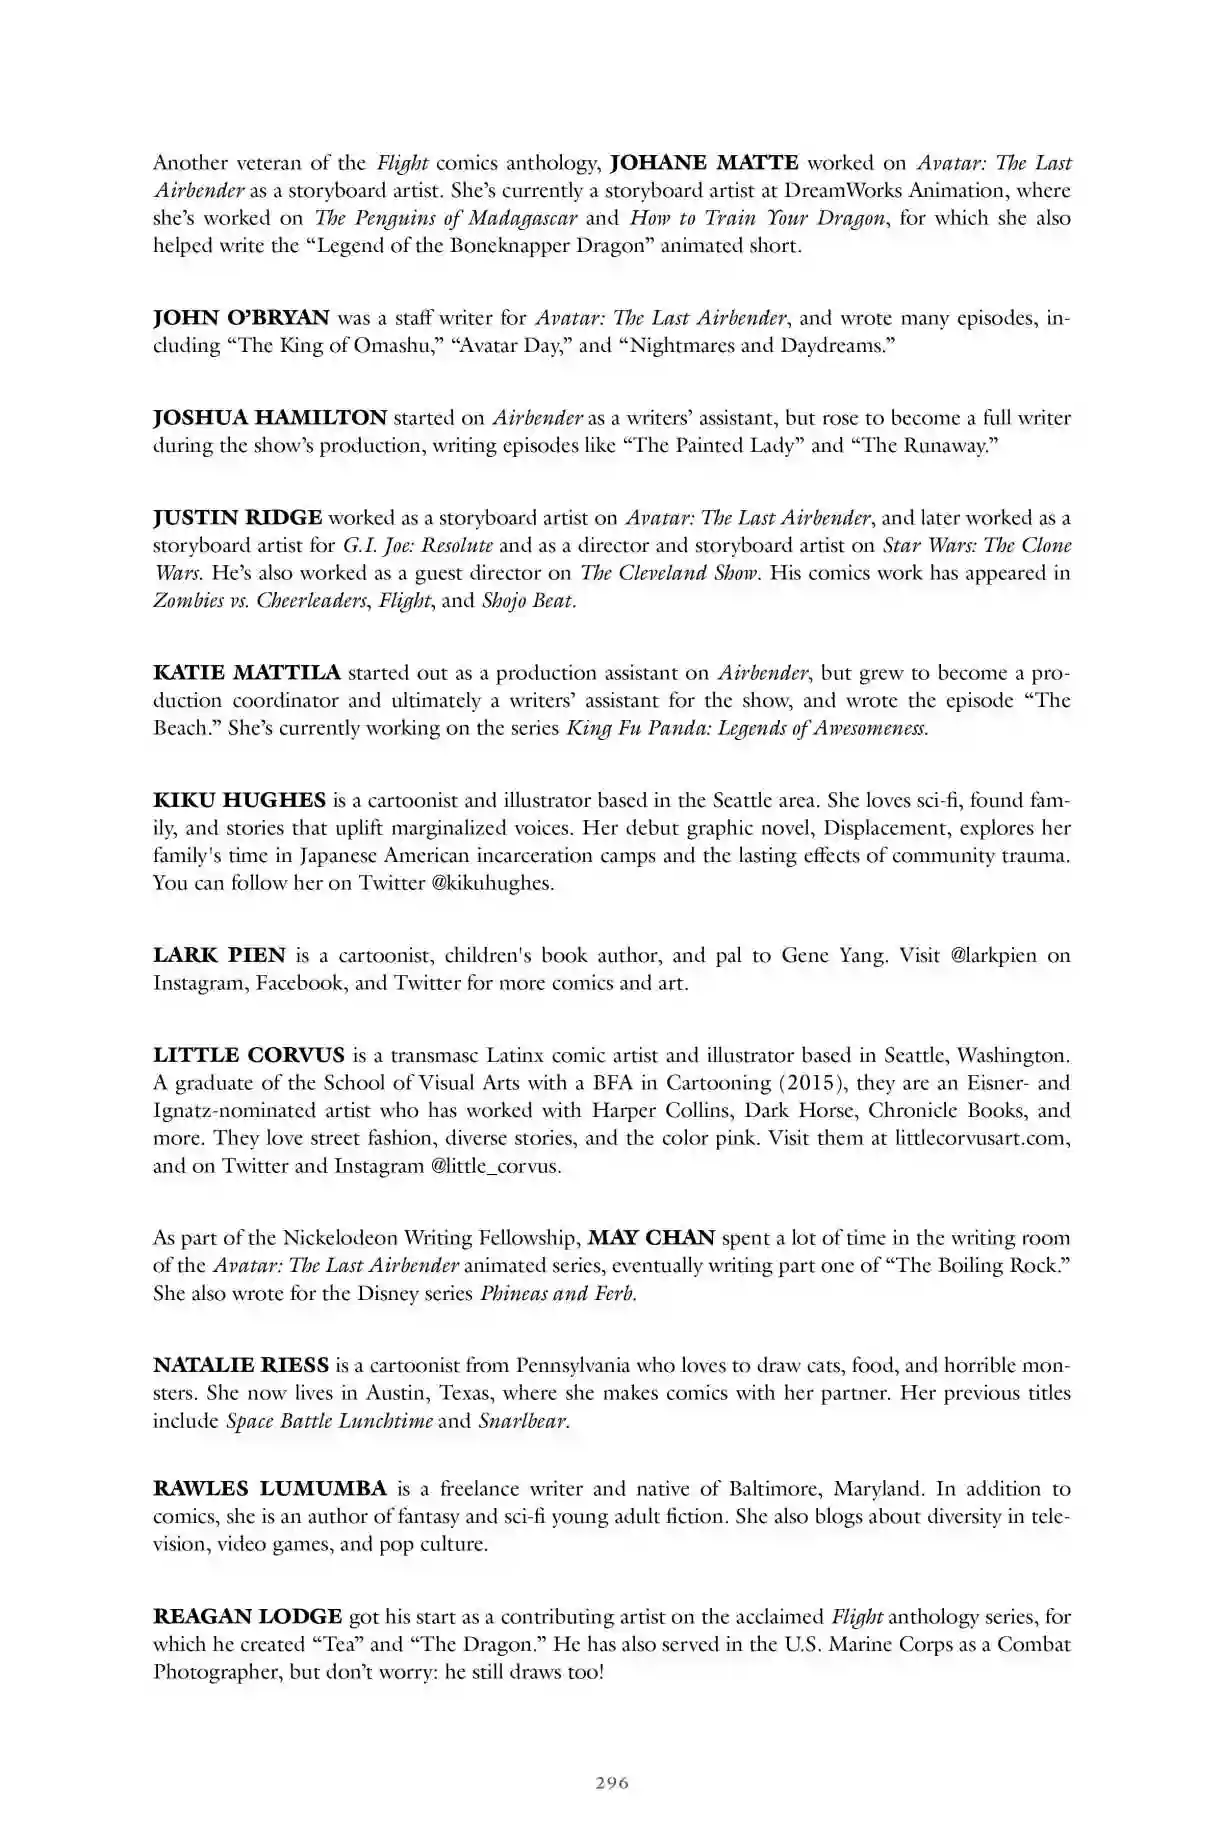 Another veteran of the Flight comics anthology, JOHANE MATTE worked on Avatar: The Last
Airbender as a storyboard artist. She’s currently a storyboard artist at DreamWorks Animation, where
she’s worked on The Penguins of Madagascar and How to Train Your Dragon, for which she also
helped write the “Legend of the Boneknapper Dragon” animated short.
JOHN O’BRYAN was a staff writer for Avatar: The Last Airbender, and wrote many episodes, in-
cluding “The King of Omashu,” “Avatar Day,” and “Nightmares and Daydreams.”
JOSHUA HAMILTON started on Airbender as a writers’ assistant, but rose to become a full writer
during the show’s production, writing episodes like “The Painted Lady” and “The Runaway.”
JUSTIN RIDGE worked as a storyboard artist on Avatar: The Last Airbender, and later worked as a
storyboard artist for G.I. Joe: Resolute and as a director and storyboard artist on Star Wars: The Clone
Wars. He’s also worked as a guest director on The Cleveland Show. His comics work has appeared in
Zombies vs. Cheerleaders, Flight, and Shojo Beat.
KATIE MATTILA started out as a production assistant on Airbender, but grew to become a pro-
duction coordinator and ultimately a writers’ assistant for the show, and wrote the episode “The
Beach.” She’s currently working on the series King Fu Panda: Legends of Awesomeness.
KIKU HUGHES is a cartoonist and illustrator based in the Seattle area. She loves sci-fi, found fam-
ily, and stories that uplift marginalized voices. Her debut graphic novel, Displacement, explores her
family's time in Japanese American incarceration camps and the lasting effects of community trauma.
You can follow her on Twitter @kikuhughes.
LARK PIEN is a cartoonist, children's book author, and pal to Gene Yang. Visit @larkpien on
Instagram, Facebook, and Twitter for more comics and art.
LITTLE CORVUS is a transmasc Latinx comic artist and illustrator based in Seattle, Washington.
A graduate of the School of Visual Arts with a BFA in Cartooning (2015), they are an Eisner- and
Ignatz-nominated artist who has worked with Harper Collins, Dark Horse, Chronicle Books, and
more. They love street fashion, diverse stories, and the color pink. Visit them at littlecorvusart.com,
and on Twitter and Instagram @little_corvus.
As part of the Nickelodeon Writing Fellowship, MAY CHAN spent a lot of time in the writing room
of the Avatar: The Last Airbender animated series, eventually writing part one of “The Boiling Rock.”
She also wrote for the Disney series Phineas and Ferb.
NATALIE RIESS is a cartoonist from Pennsylvania who loves to draw cats, food, and horrible mon-
sters. She now lives in Austin, Texas, where she makes comics with her partner. Her previous titles
include Space Battle Lunchtime and Snarlbear.
RAWLES LUMUMBA is a freelance writer and native of Baltimore, Maryland. In addition to
comics, she is an author of fantasy and sci-fi young adult fiction. She also blogs about diversity in tele-
vision, video games, and pop culture.
REAGAN LODGE got his start as a contributing artist on the acclaimed Flight anthology series, for
which he created “Tea” and “The Dragon.” He has also served in the U.S. Marine Corps as a Combat
Photographer, but don’t worry: he still draws too!
296